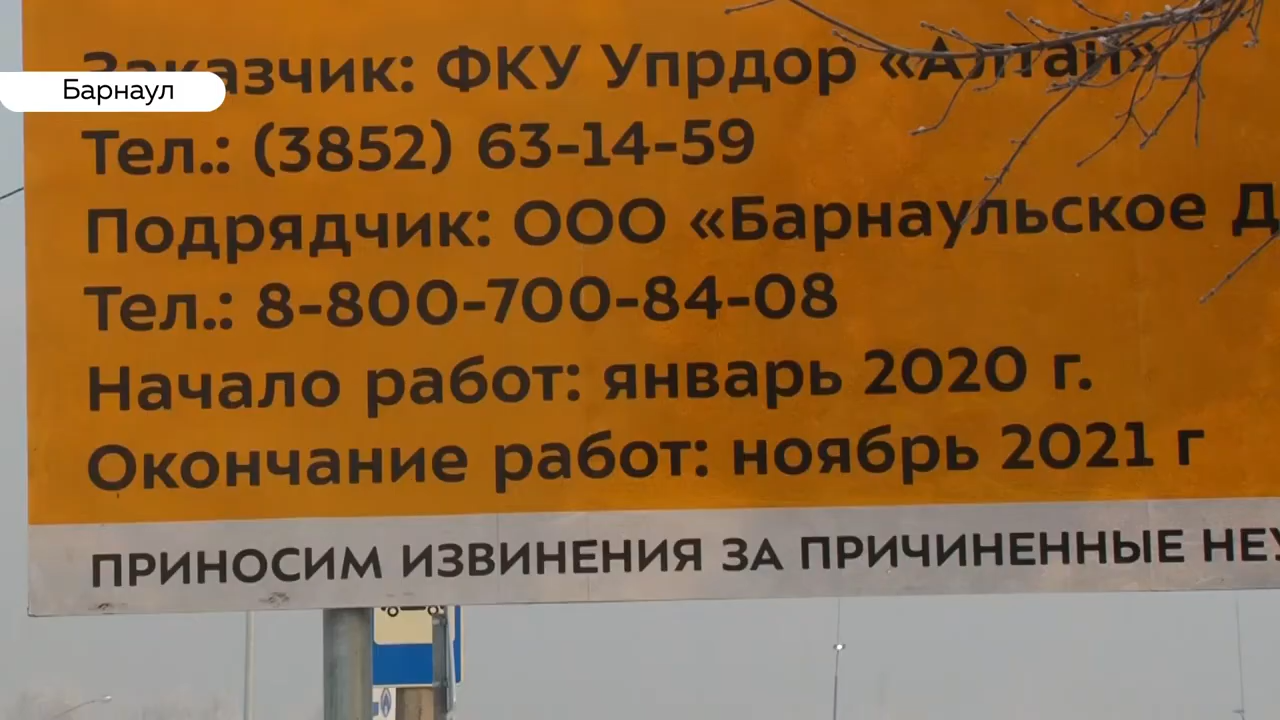 Барнаул
Заказчик: ФКУ Упрдор «Алтай»
Тел.: (3852) 63-14-59
Подрядчик: ООО «Барнаульское Д
Тел.: 8-800-700-84-08
Начало работ: январь 2020 г.
Окончание работ: ноябрь 2021 г
ПРИНОСИМ ИЗВИНЕНИЯ ЗА ПРИЧИНЕННЫЕ НЕУ